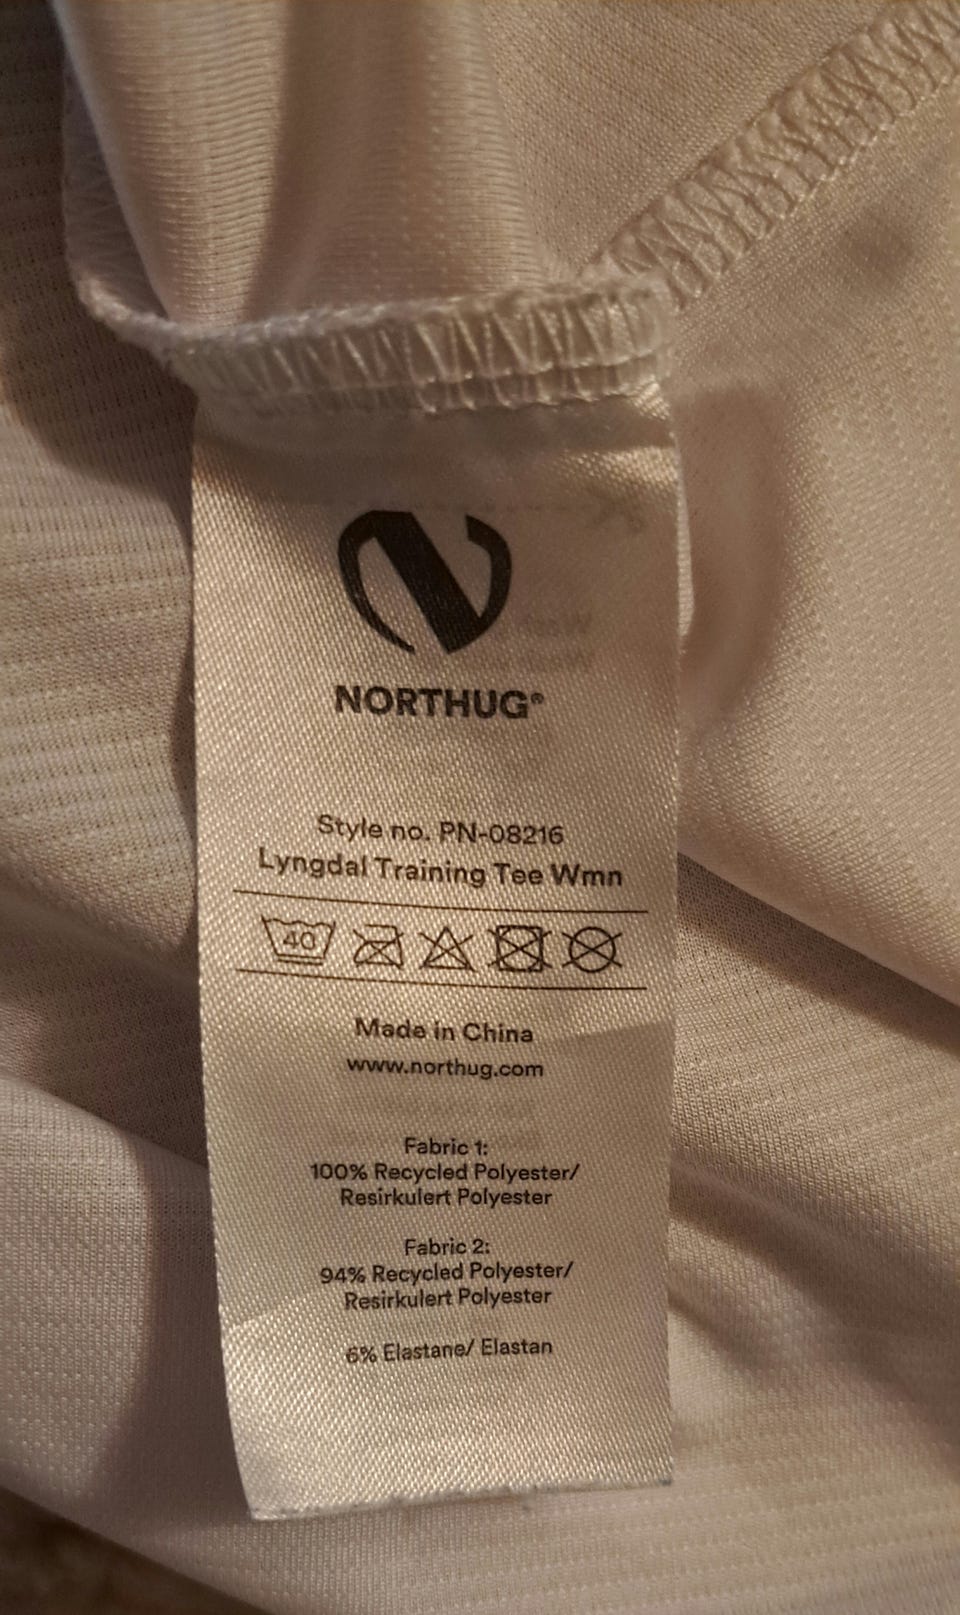 NORTHUG®
Style no. PN-08216
Lyngdal Training Tee Wmn
40
Made in China
www.northug.com
Fabric 1:
100% Recycled Polyester/
Resirkulert Polyester
Fabric 2:
94% Recycled Polyester/
Resirkulert Polyester
6% Elastane/ Elastan